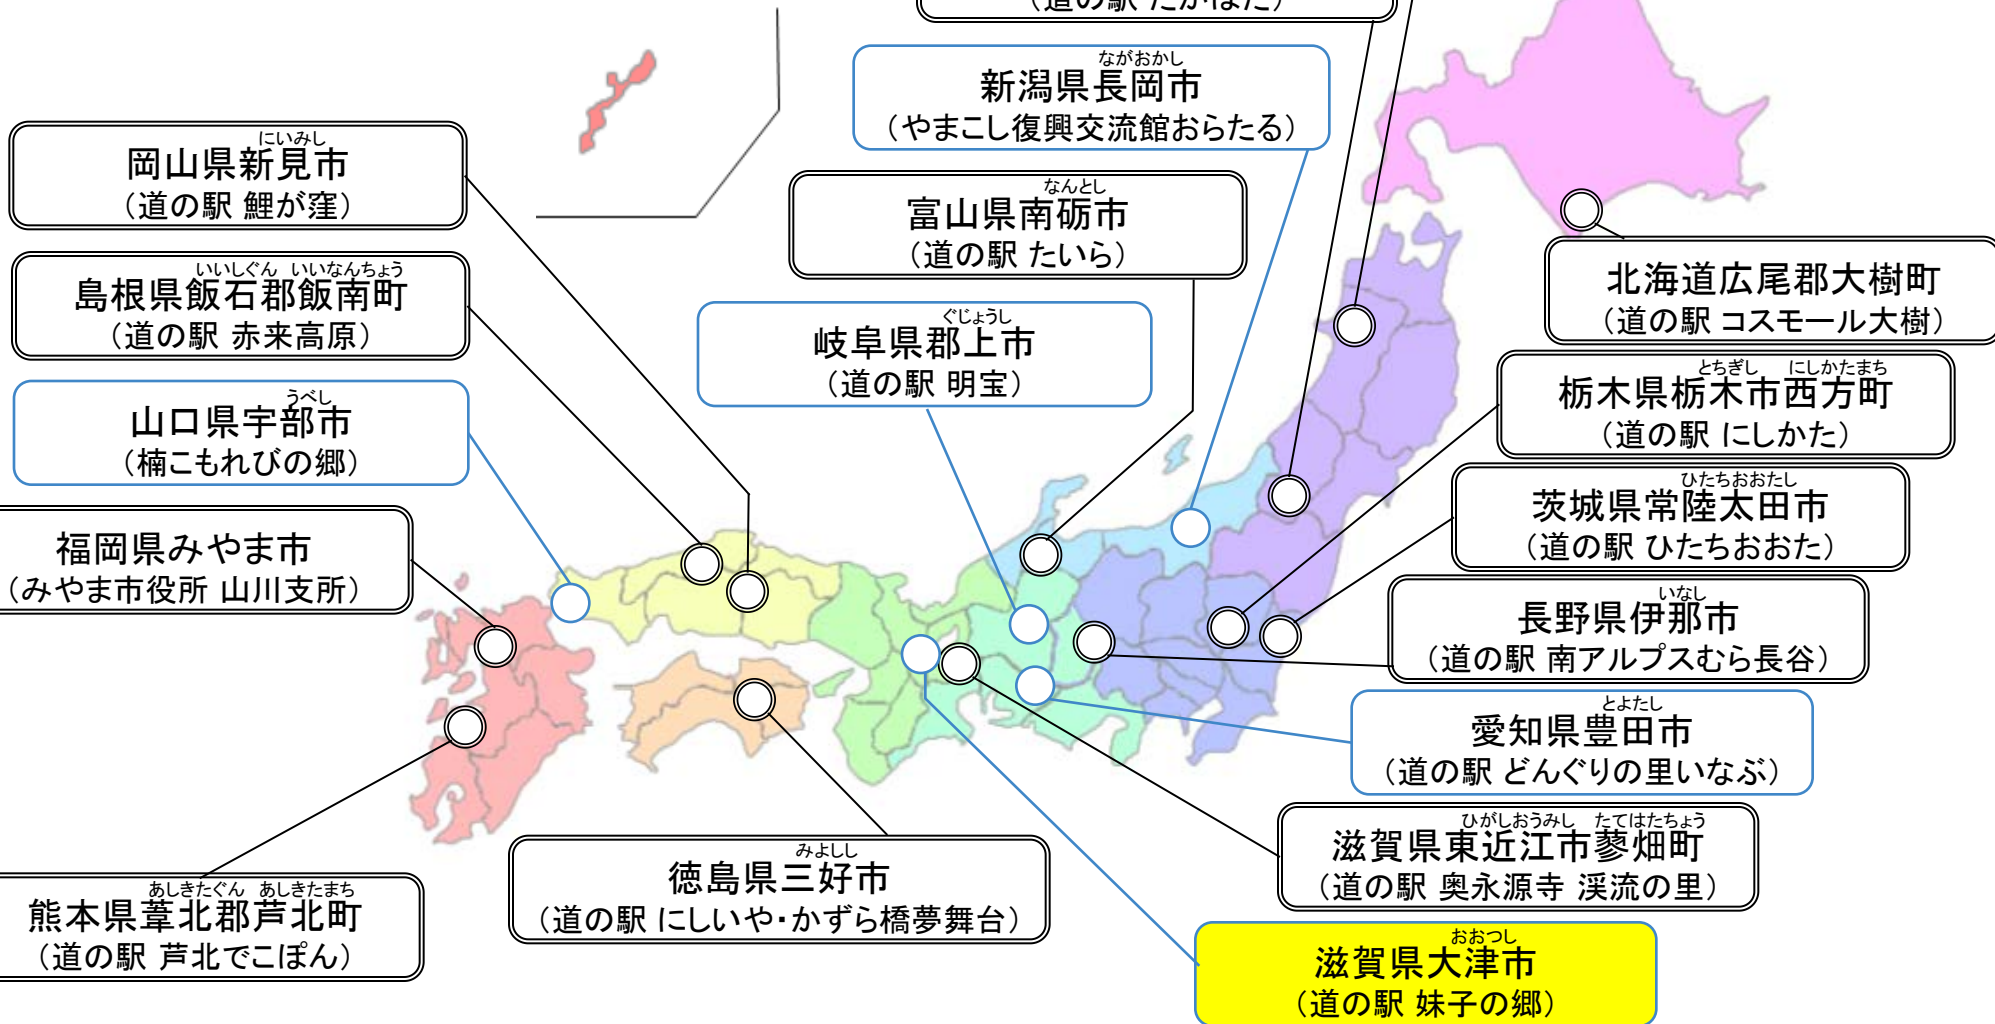 (道の駅 たかはた)
ながおかし
新潟県長岡市
(やまこし復興交流館おらたる)
にいみし
岡山県新見市
(道の駅 鯉が窪)
なんとし
富山県南砺市
(道の駅 たいら)
いいしぐん いいなんちょう
島根県飯石郡飯南町
(道の駅 赤来高原)
北海道広尾郡大樹町
(道の駅 コスモール大樹)
ぐじょうし
岐阜県郡上市
(道の駅 明宝)
とちぎし にしかたまち
栃木県栃木市西方町
(道の駅 にしかた)
うべし
山口県宇部市
(楠こもれびの郷)
ひたちおおたし
茨城県常陸太田市
(道の駅 ひたちおおた)
福岡県みやま市
(みやま市役所 山川支所)
いなし
長野県伊那市
(道の駅 南アルプスむら長谷)
とよたし
愛知県豊田市
(道の駅 どんぐりの里いなぶ)
ひがしおうみし たてはたちょう
滋賀県東近江市蓼畑町
(道の駅 奥永源寺 渓流の里)
みよしし
徳島県三好市
(道の駅 にしいや・かずら橋夢舞台)
あしきたぐん あしきたまち
熊本県葦北郡芦北町
(道の駅 芦北でこぽん)
おおつし
滋賀県大津市
(道の駅 妹子の郷)